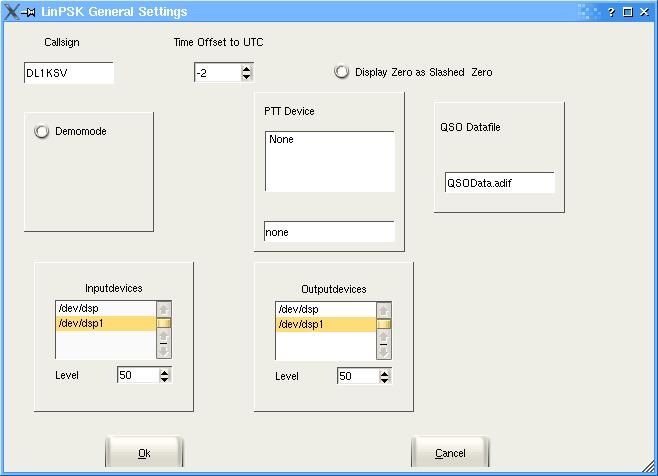 LinPSK General Settings
Callsign
Time Offset to UTC
DL1KSV
-2
Display Zero as Slashed Zero
Demomode
PTT Device
None
none
QSO Datafile
QSOData.adif
Inputdevices
/dev/dsp
/dev/dsp1
Level
50
Outputdevices
/dev/dsp
/dev/dsp1
Level
50
Ok
Cancel